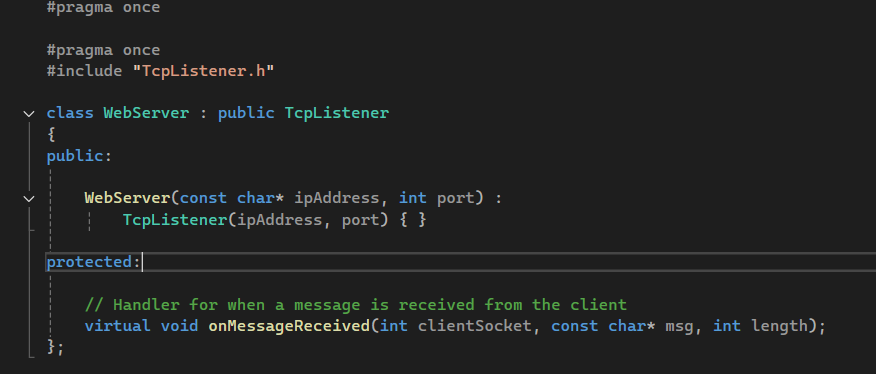 #pragma once
#pragma once
#include "TcpListener.h"
class WebServer : public TcpListener
{
public:
WebServer(const char* ipAddress, int port) :
TcpListener(ipAddress, port) { }
protected:
// Handler for when a message is received from the client
virtual void onMessageReceived(int clientSocket, const char* msg, int length);
};